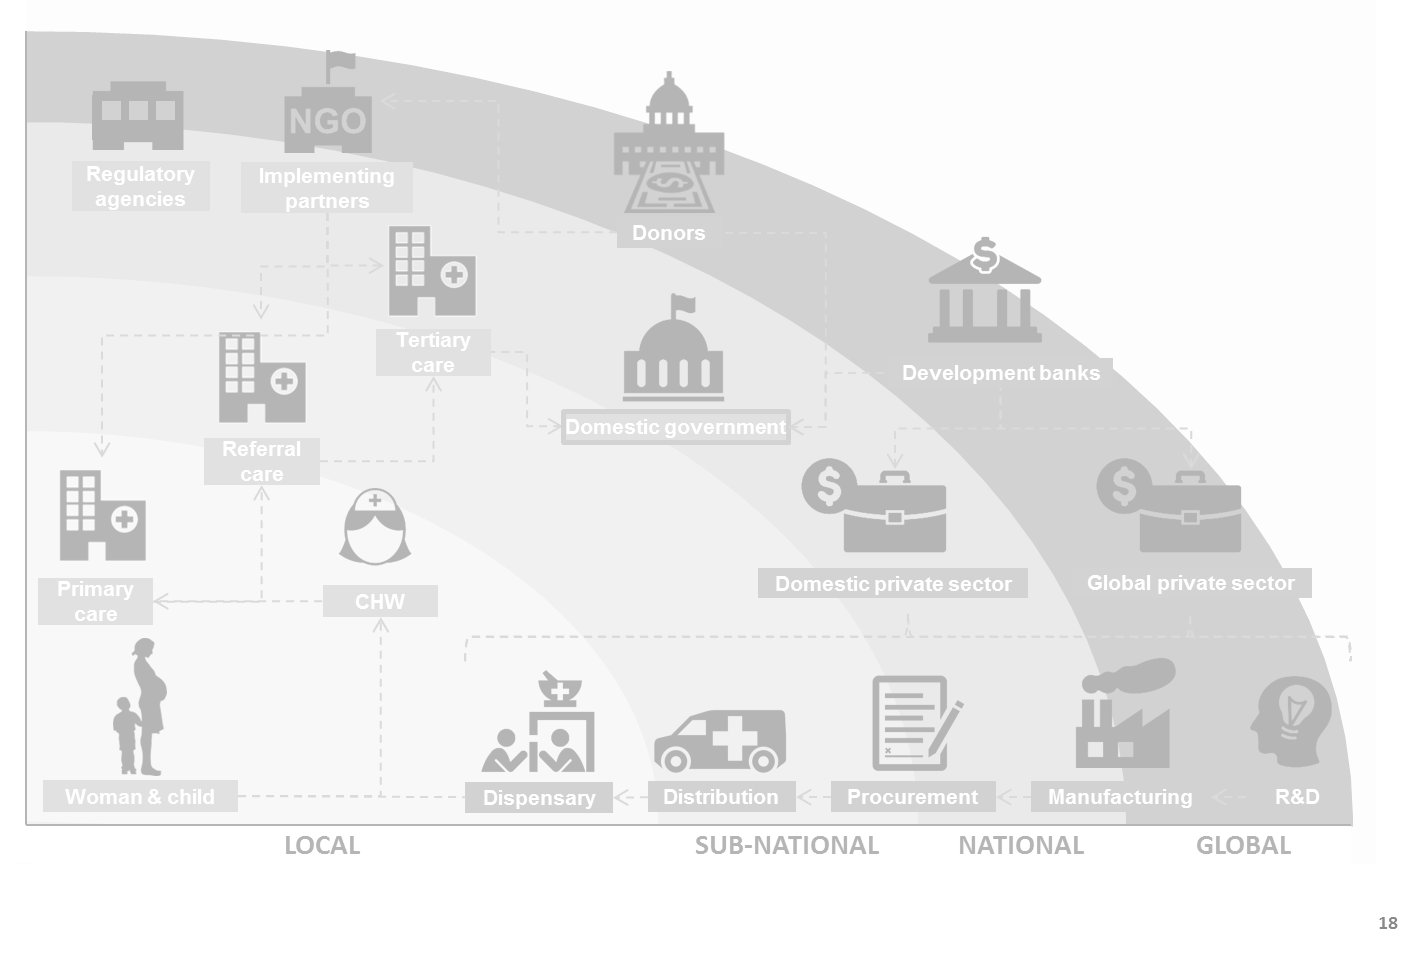 NGO
Regulatory
agencies
Implementing
partners
Donors
$
$
Tertiary
care
Development banks
Domestic government
Referral
care
$
$
Primary
care
CHW
Domestic private sector
Global private sector
Woman & child
Dispensary
Distribution
Procurement
Manufacturing
R&D
LOCAL
SUB-NATIONAL
NATIONAL
GLOBAL
18